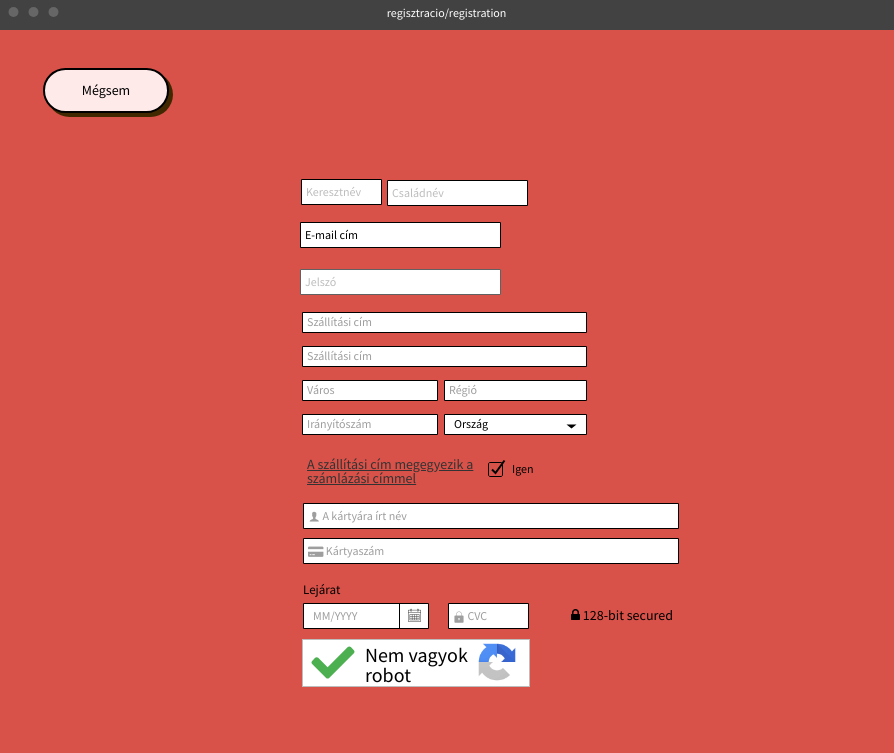 regisztracio/registration
Mégsem
Keresztnév Családnév
E-mail cím
Jelszó
Szállítási cím
Szállítási cím
Város Régió
Irányítószám Ország
A szállítási cím megegyezik a
számlázási címmel Igen
A kártyára írt név
Kártyaszám
Lejárat
MM/YYYY CVC 128-bit secured
Nem vagyok
robot